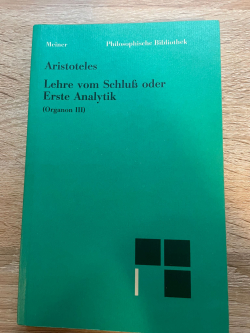 Meiner Philosophische Bibliothek
Aristoteles
Lehre vom Schluß oder
Erste Analytik
(Organon III)